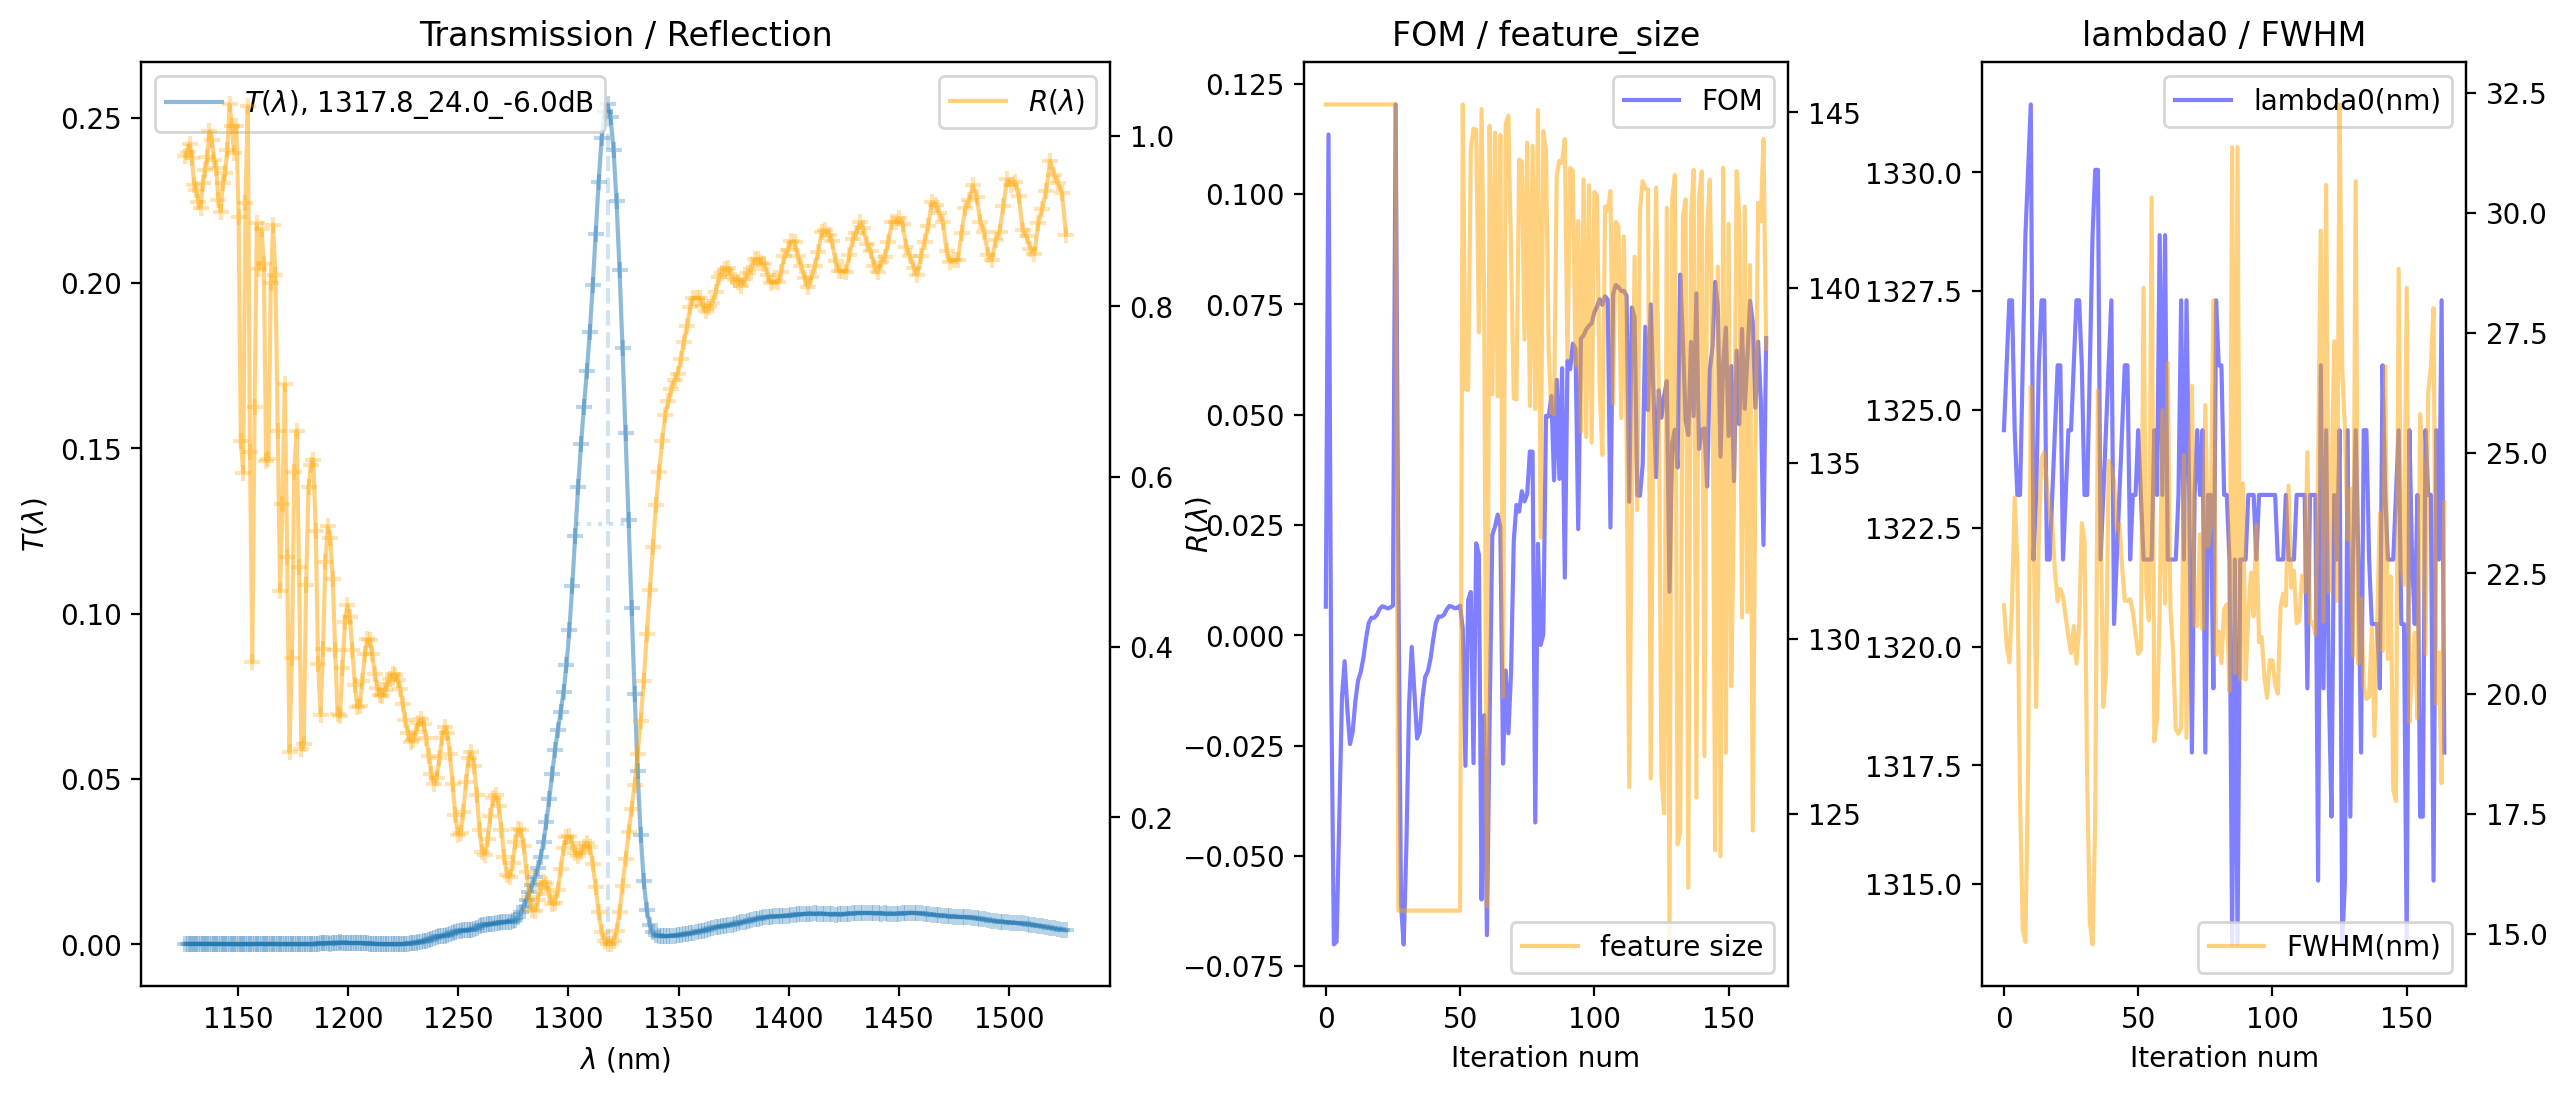 Transmission / Reflection
T(λ), 1317.8_24.0_-6.0dB
R(λ)
0.25
0.20
0.15
0.10
0.05
0.00
T(λ)
1.0
0.8
0.6
0.4
0.2
R(λ)
1150 1200 1250 1300 1350 1400 1450 1500
λ (nm)
FOM / feature_size
FOM
0.125
0.100
0.075
0.050
0.025
0.000
−0.025
−0.050
−0.075
145
140
135
130
125
feature size
0 50 100 150
Iteration num
lambda0 / FWHM
lambda0(nm)
1330.0
1327.5
1325.0
1322.5
1320.0
1317.5
1315.0
32.5
30.0
27.5
25.0
22.5
20.0
17.5
15.0
FWHM(nm)
0 50 100 150
Iteration num